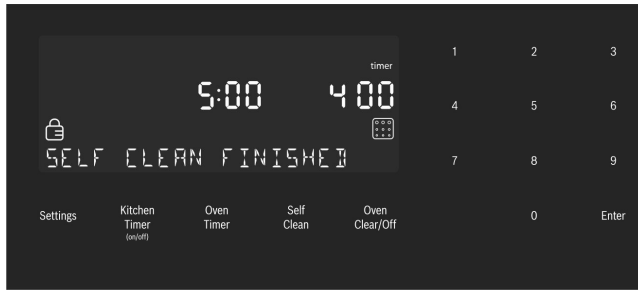 timer
5:00 4 00
SELF CLEAN FINISHED
Settings
Kitchen
Timer
(on/off)
Oven
Timer
Self
Clean
Oven
Clear/Off
1 2 3
4 5 6
7 8 9
0 Enter